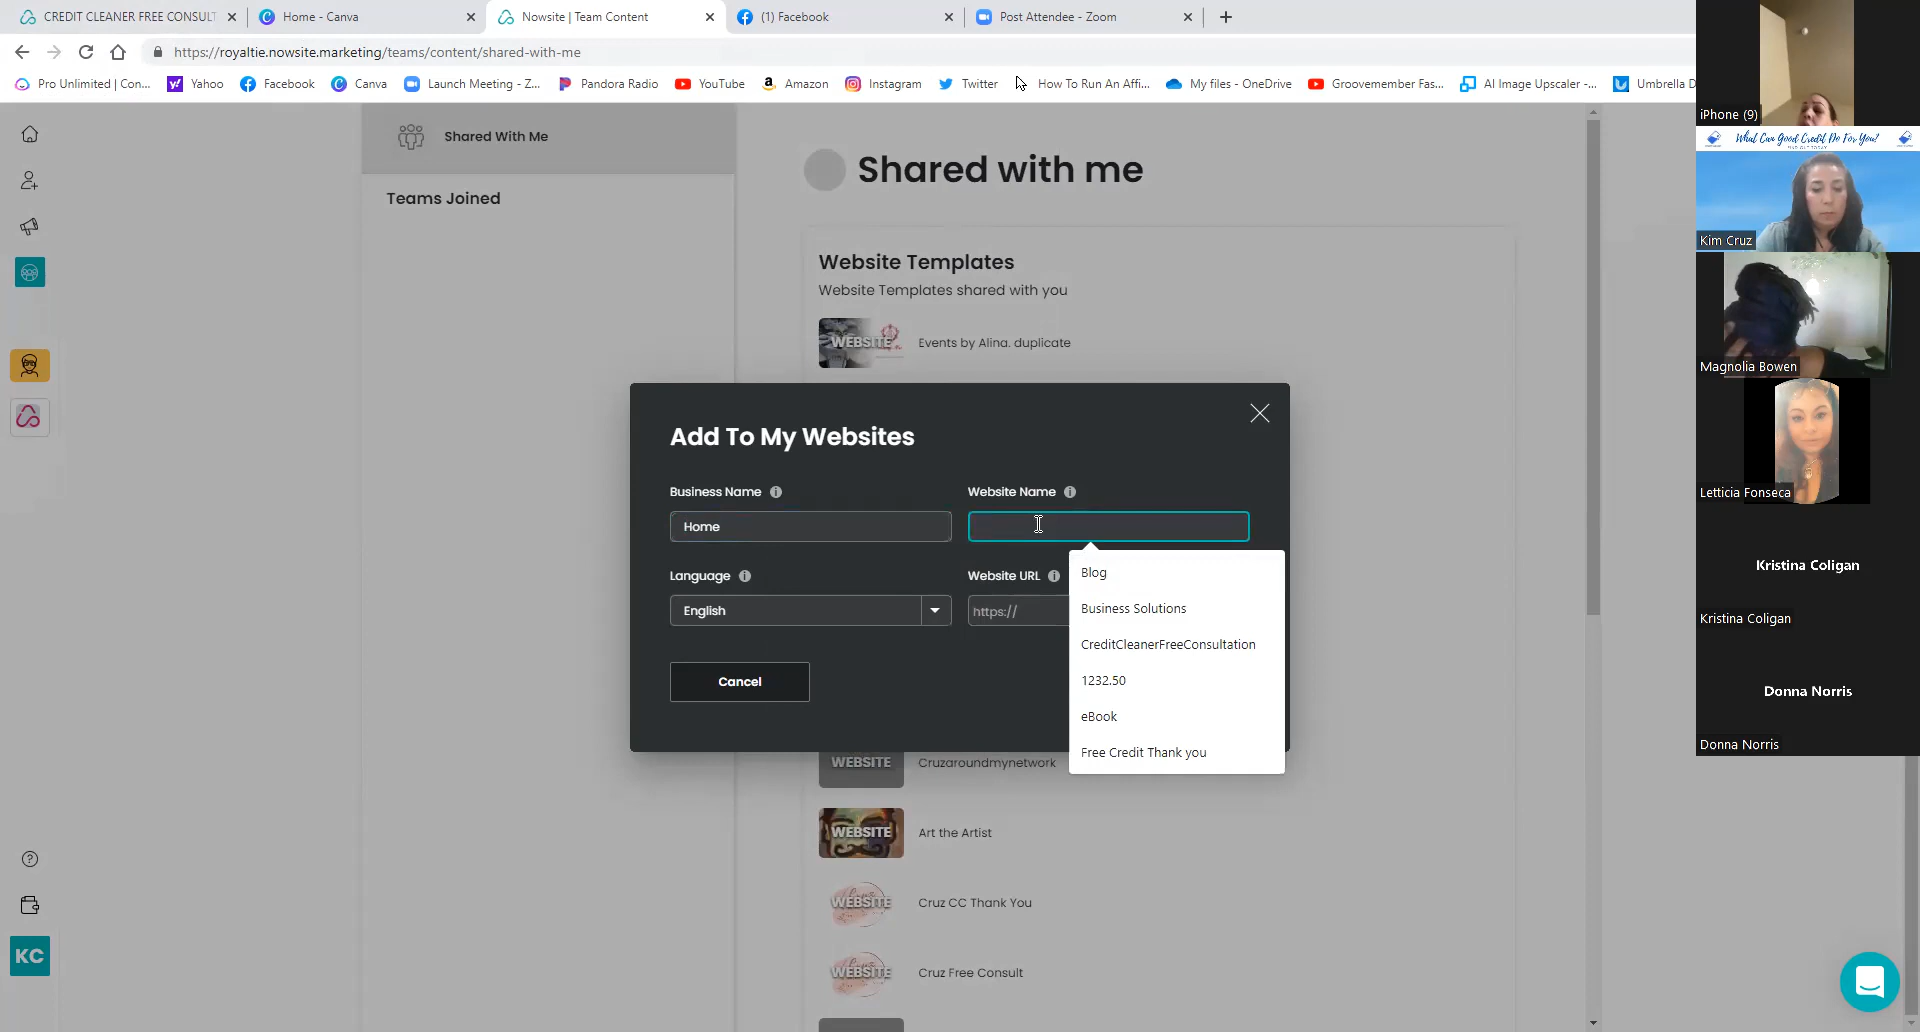 CREDIT CLEANER FREE CONSULT
Home - Canva
Nowsite | Team Content
(1) Facebook
Post Attendee - Zoom
https://royaltie.nowsite.marketing/teams/content/shared-with-me
Pro Unlimited | Con...
Yahoo
Facebook
Canva
Launch Meeting - Z...
Pandora Radio
YouTube
Amazon
Instagram
Twitter
How To Run An Affi...
My files - OneDrive
Groovemember Fas...
AI Image Upscaler -...
Umbrella D
Shared With Me
Teams Joined
Shared with me
Website Templates
Website Templates shared with you
WEBSITE
Events by Alina. duplicate
Add To My Websites
Business Name
Website Name
Home
Language
Website URL
English
https://
Cancel
Blog
Business Solutions
CreditCleanerFreeConsultation
1232.50
eBook
Free Credit Thank you
WEBSITE
Cruzaroundmynetwork
WEBSITE
Art the Artist
WEBSITE
Cruz CC Thank You
WEBSITE
Cruz Free Consult
KC
iPhone (9)
What Can Good Credit Do For You?
Kim Cruz
Magnolia Bowen
Letticia Fonseca
Kristina Coligan
Kristina Coligan
Donna Norris
Donna Norris